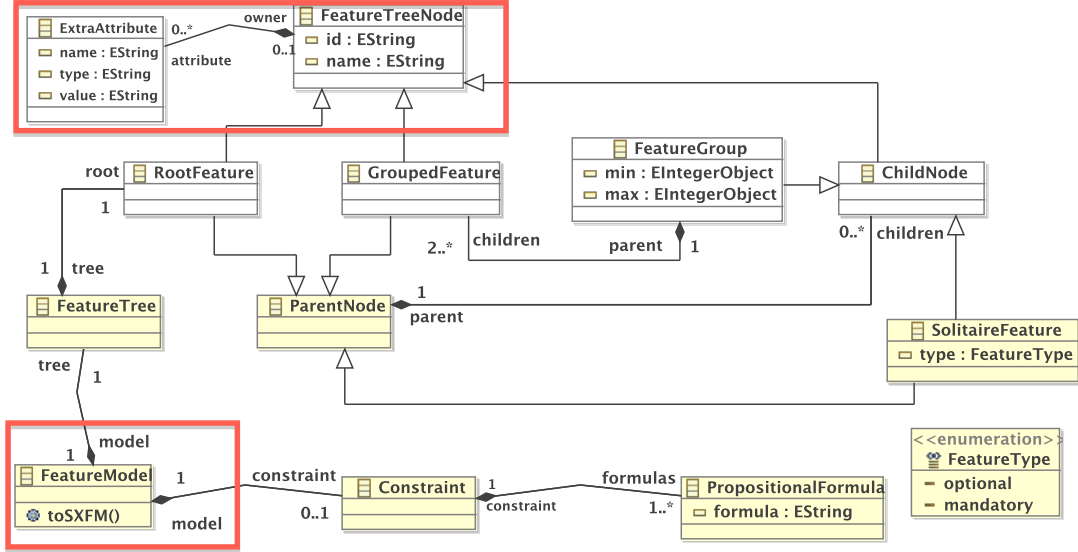 ExtraAttribute
name : EString
type : EString
value : EString
0..*
attribute
owner
0..1
FeatureTreeNode
id : EString
name : EString
root
1
RootFeature
GroupedFeature
FeatureGroup
min : EIntegerObject
max : EIntegerObject
ChildNode
2..*
children
parent
1
0..*
children
1
tree
FeatureTree
ParentNode
1
parent
SolitaireFeature
type : FeatureType
tree
1
1
model
FeatureModel
toSXFM()
1
model
constraint
0..1
Constraint
1
constraint
formulas
1..*
PropositionalFormula
formula : EString
<<enumeration>>
FeatureType
optional
mandatory